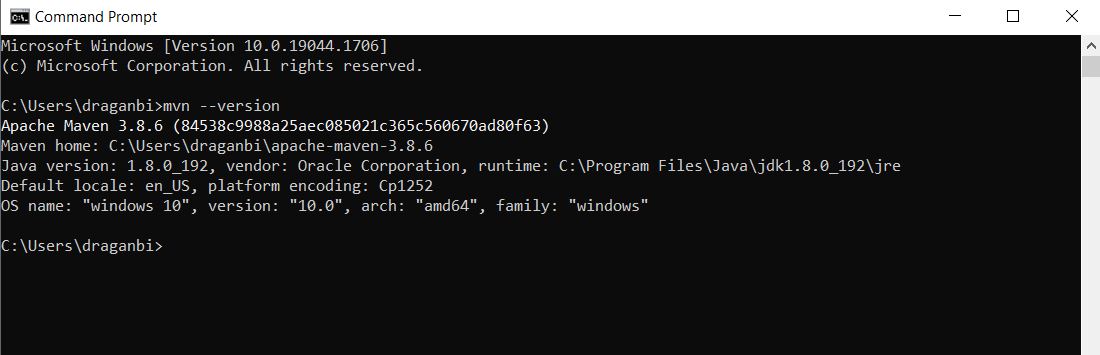 Command Prompt
Microsoft Windows [Version 10.0.19044.1706]
(c) Microsoft Corporation. All rights reserved.
C:\Users\draganbi>mvn --version
Apache Maven 3.8.6 (84538c9988a25aec085021c365c560670ad80f63)
Maven home: C:\Users\draganbi\apache-maven-3.8.6
Java version: 1.8.0_192, vendor: Oracle Corporation, runtime: C:\Program Files\Java\jdk1.8.0_192\jre
Default locale: en_US, platform encoding: Cp1252
OS name: "windows 10", version: "10.0", arch: "amd64", family: "windows"
C:\Users\draganbi>